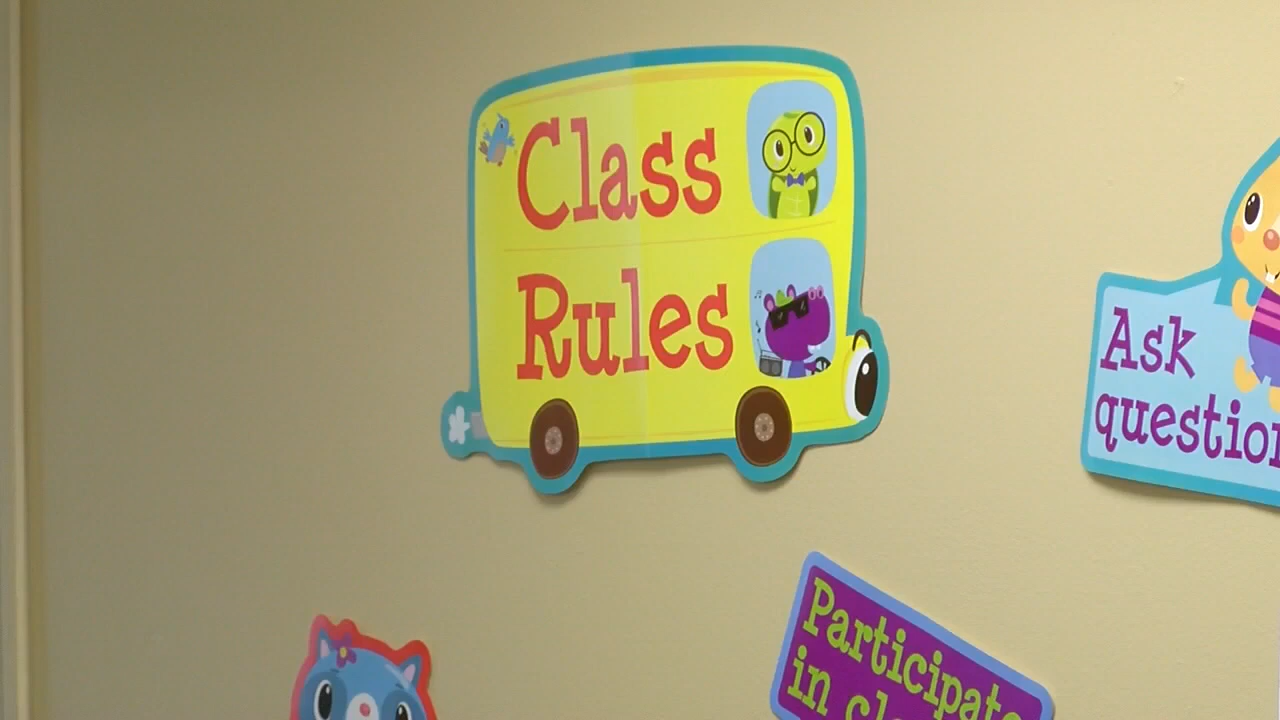 Class
Rules
Ask
Participate
in